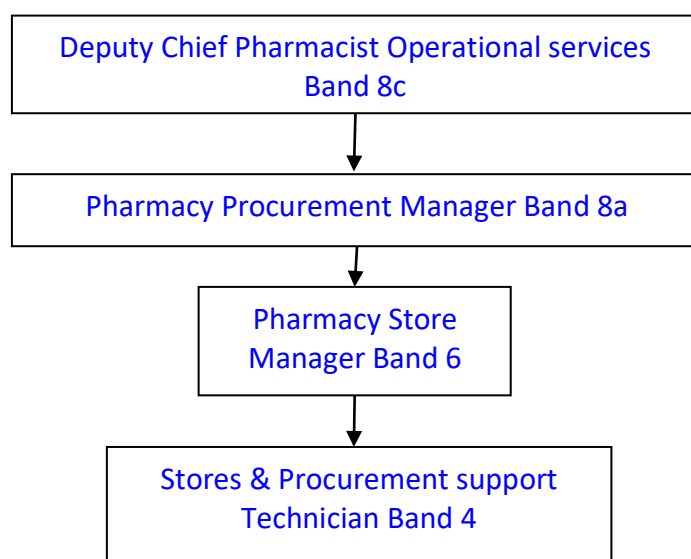 Deputy Chief Pharmacist Operational services
Band 8c
Pharmacy Procurement Manager Band 8a
Pharmacy Store
Manager Band 6
Stores & Procurement support
Technician Band 4